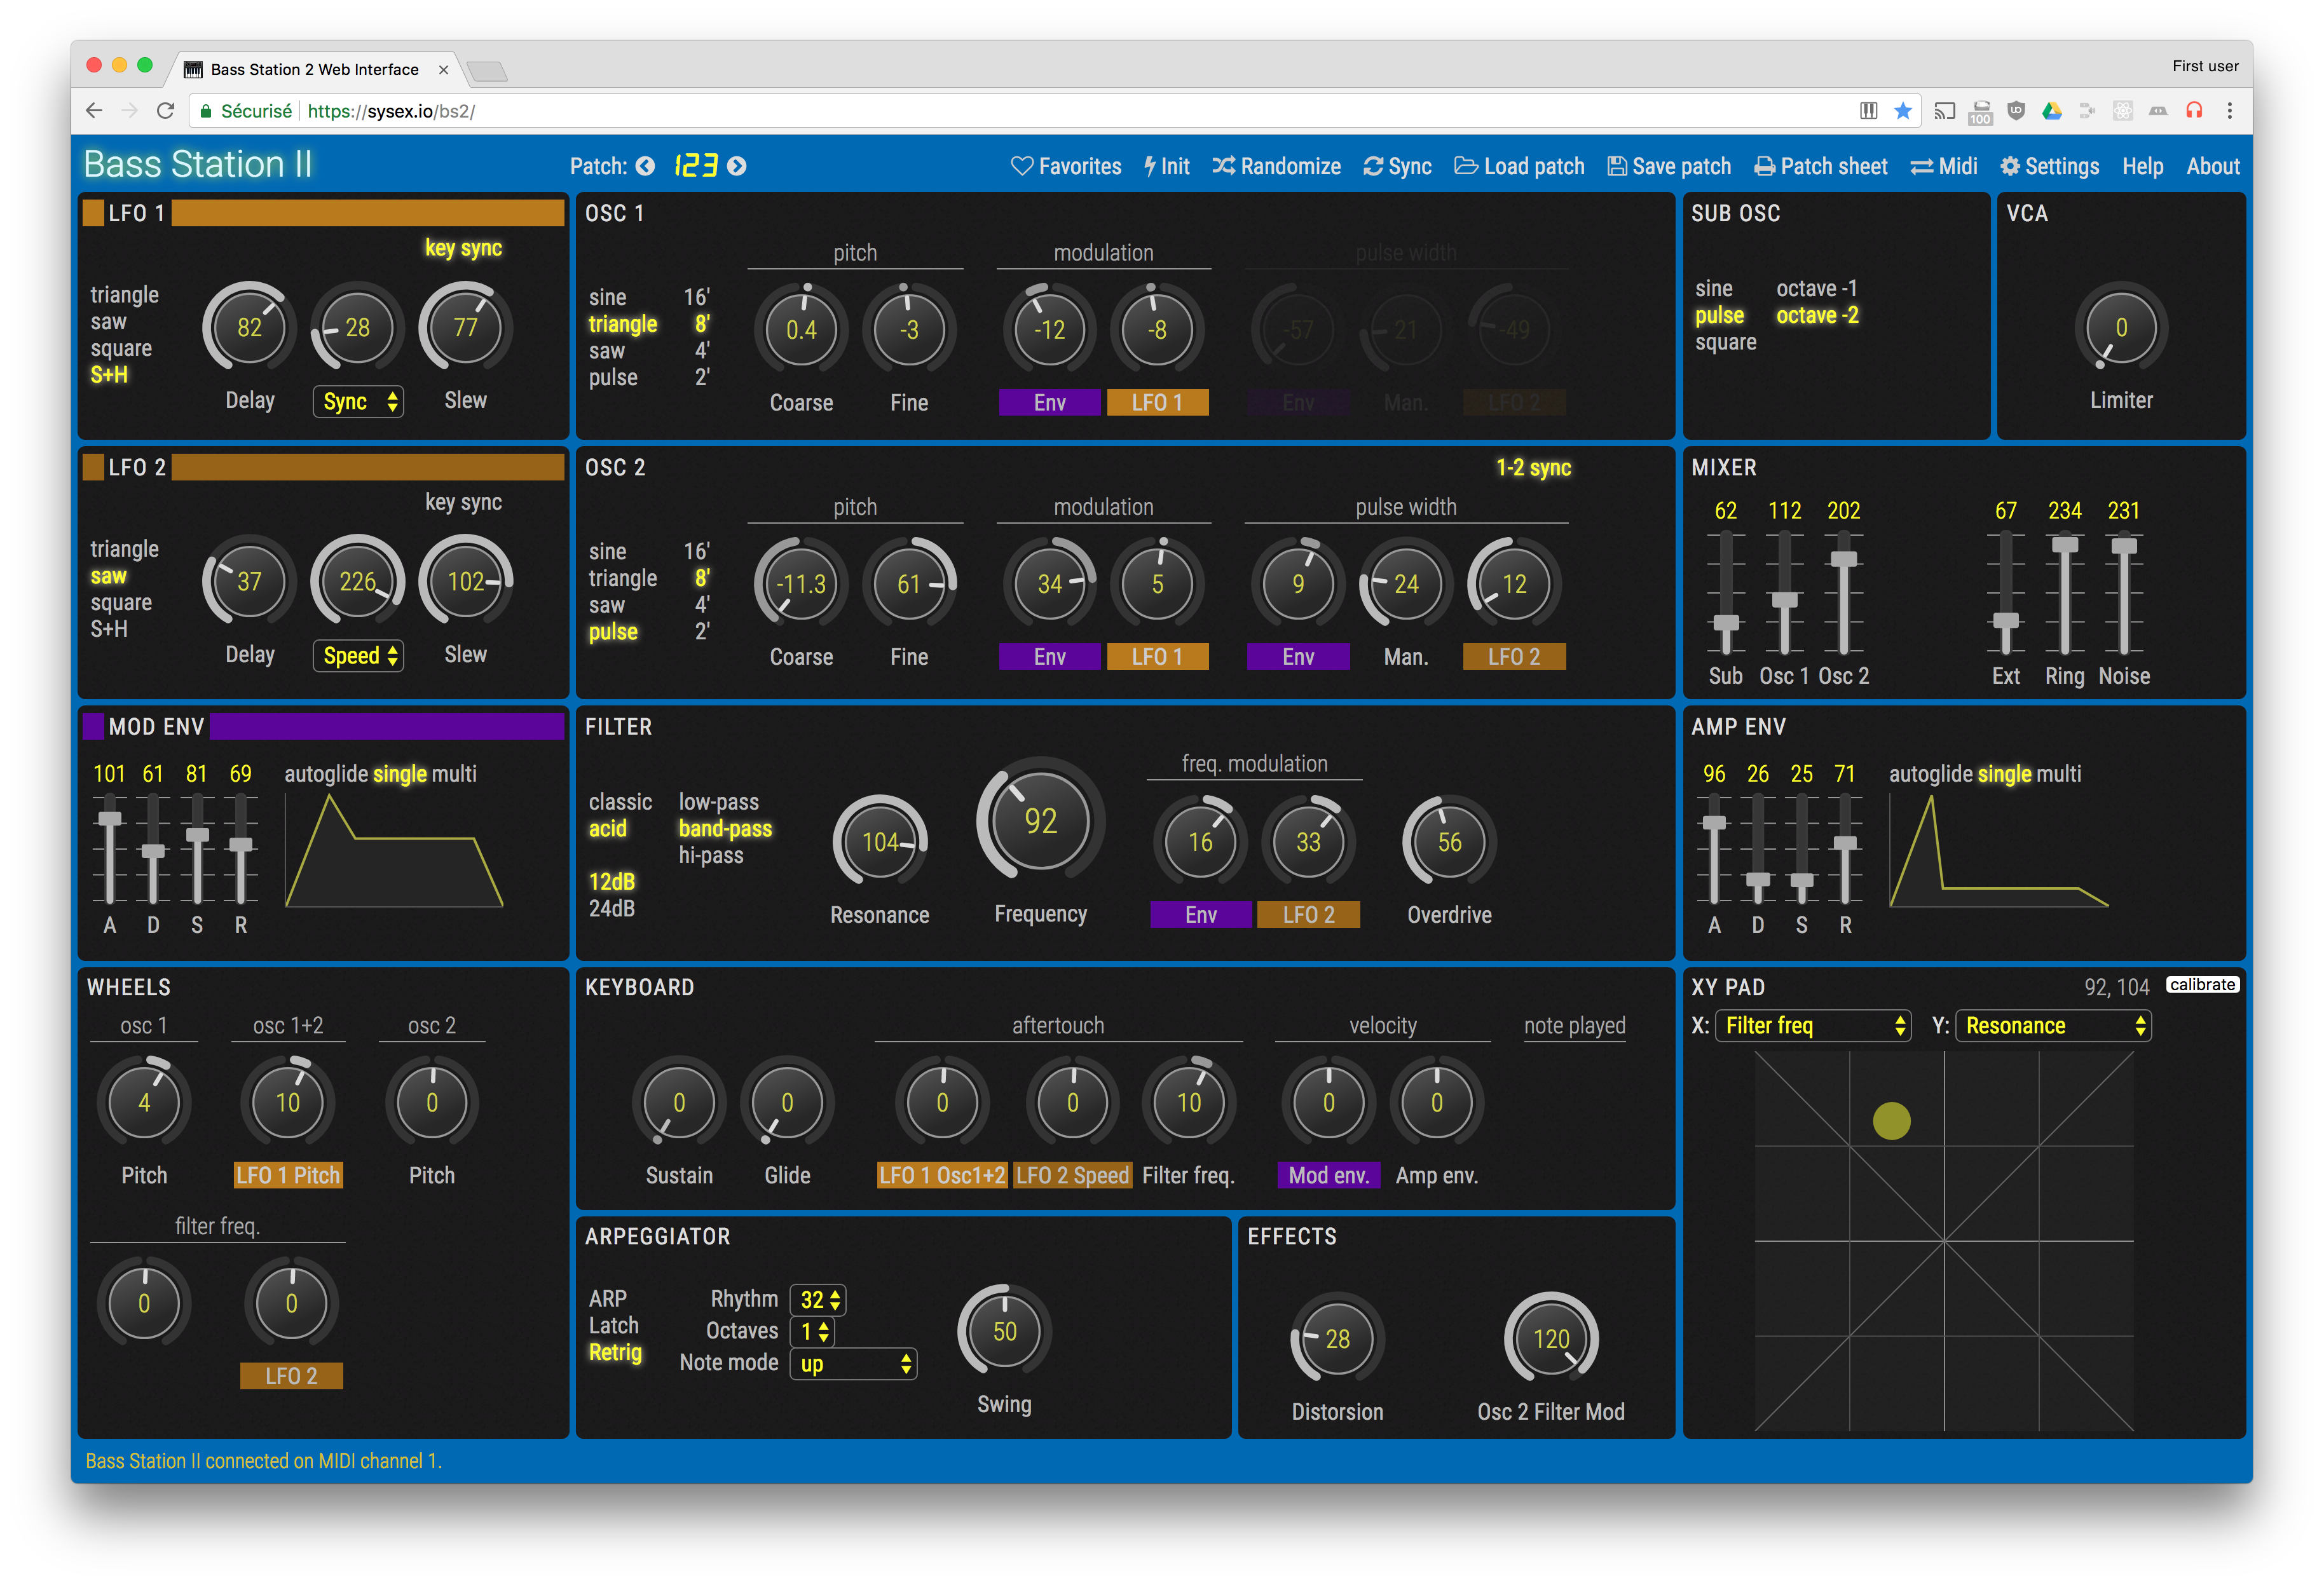 Bass Station 2 Web Interface
First user
Sécurisé https://sysex.io/bs2/
100
Bass Station II
Patch: 123
Favorites Init Randomize Sync Load patch Save patch Patch sheet Midi Settings Help About
LFO 1
key sync
triangle
saw
square
S+H
82 28 77
Delay Sync Slew
OSC 1
pitch modulation pulse width
sine 16'
triangle 8'
saw 4'
pulse 2'
0.4 -3 -12 -8 -57 21 -49
Coarse Fine Env LFO 1 Env Man. LFO 2
SUB OSC
sine octave -1
pulse octave -2
square
VCA
0
Limiter
LFO 2
key sync
triangle
saw
square
S+H
37 226 102
Delay Speed Slew
OSC 2
1-2 sync
pitch modulation pulse width
sine 16'
triangle 8'
saw 4'
pulse 2'
-11.3 61 34 5 9 24 12
Coarse Fine Env LFO 1 Env Man. LFO 2
MIXER
62 112 202 67 234 231
Sub Osc 1 Osc 2 Ext Ring Noise
MOD ENV
101 61 81 69
autoglide single multi
A D S R
FILTER
classic low-pass
acid band-pass
hi-pass
12dB
24dB
freq. modulation
104 92 16 33 56
Resonance Frequency Env LFO 2 Overdrive
AMP ENV
96 26 25 71
autoglide single multi
A D S R
WHEELS
osc 1 osc 1+2 osc 2
4 10 0
Pitch LFO 1 Pitch Pitch
filter freq.
0 0
LFO 2
KEYBOARD
aftertouch velocity note played
0 0 0 0 10 0 0
Sustain Glide LFO 1 Osc1+2 LFO 2 Speed Filter freq. Mod env. Amp env.
XY PAD
92, 104 calibrate
X: Filter freq Y: Resonance
ARPEGGIATOR
ARP
Latch
Retrig
Rhythm 32
Octaves 1
Note mode up
50
Swing
EFFECTS
28 120
Distorsion Osc 2 Filter Mod
Bass Station II connected on MIDI channel 1.